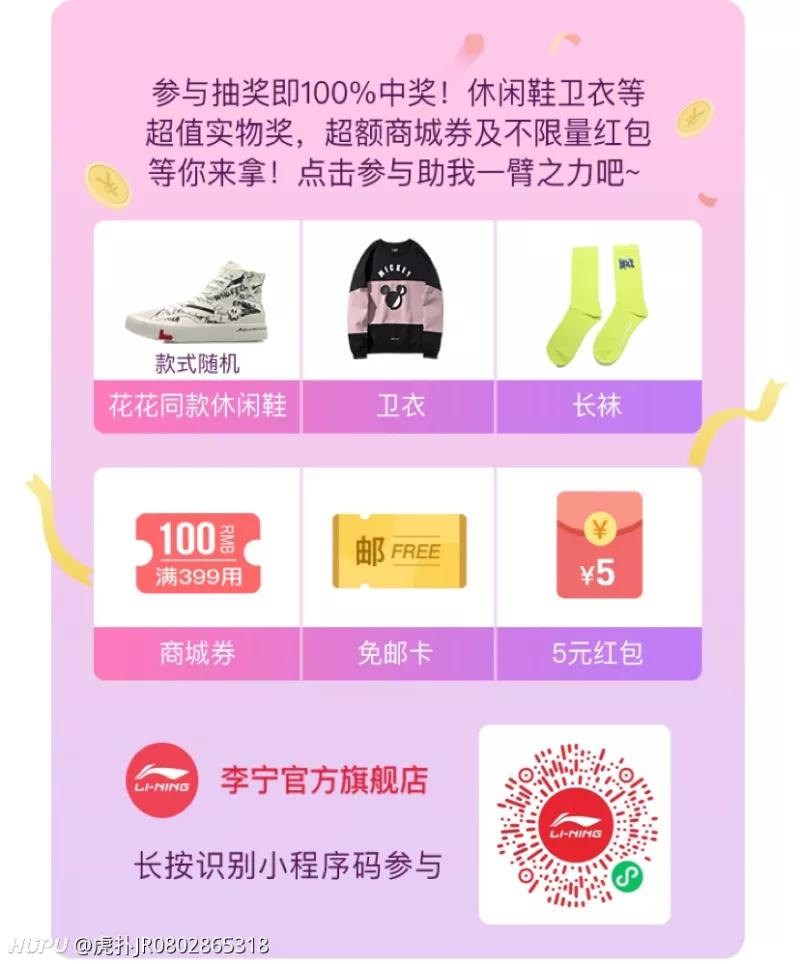 参与抽奖即100%中奖！休闲鞋卫衣等
超值实物奖，超额商城券及不限量红包
等你来拿！点击参与助我一臂之力吧~
MICKEY
款式随机
花花同款休闲鞋
卫衣
长袜
100 RMB
满399用
邮 FREE
¥
¥5
商城券
免邮卡
5元红包
LI-NING
李宁官方旗舰店
长按识别小程序码参与
LI-NING
HUPU @虎扑JR0802865318